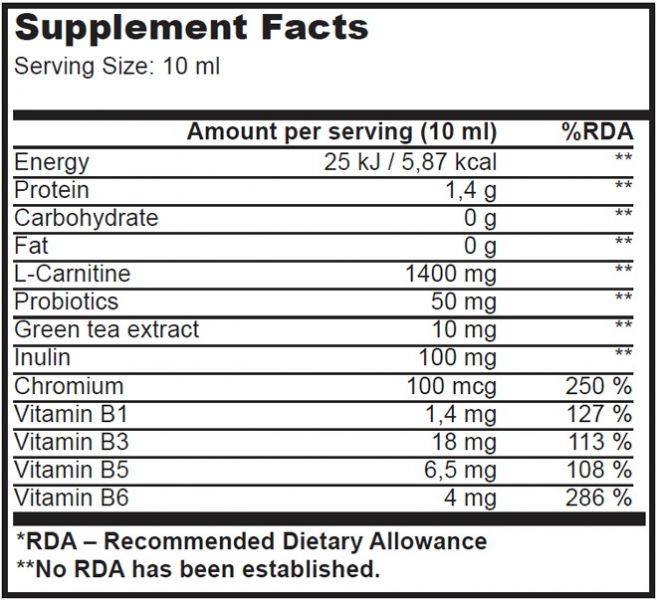 Supplement Facts
Serving Size: 10 ml
Amount per serving (10 ml) %RDA
Energy 25 kJ / 5,87 kcal **
Protein 1,4 g **
Carbohydrate 0 g **
Fat 0 g **
L-Carnitine 1400 mg **
Probiotics 50 mg **
Green tea extract 10 mg **
Inulin 100 mg **
Chromium 100 mcg 250 %
Vitamin B1 1,4 mg 127 %
Vitamin B3 18 mg 113 %
Vitamin B5 6,5 mg 108 %
Vitamin B6 4 mg 286 %
*RDA – Recommended Dietary Allowance
**No RDA has been established.